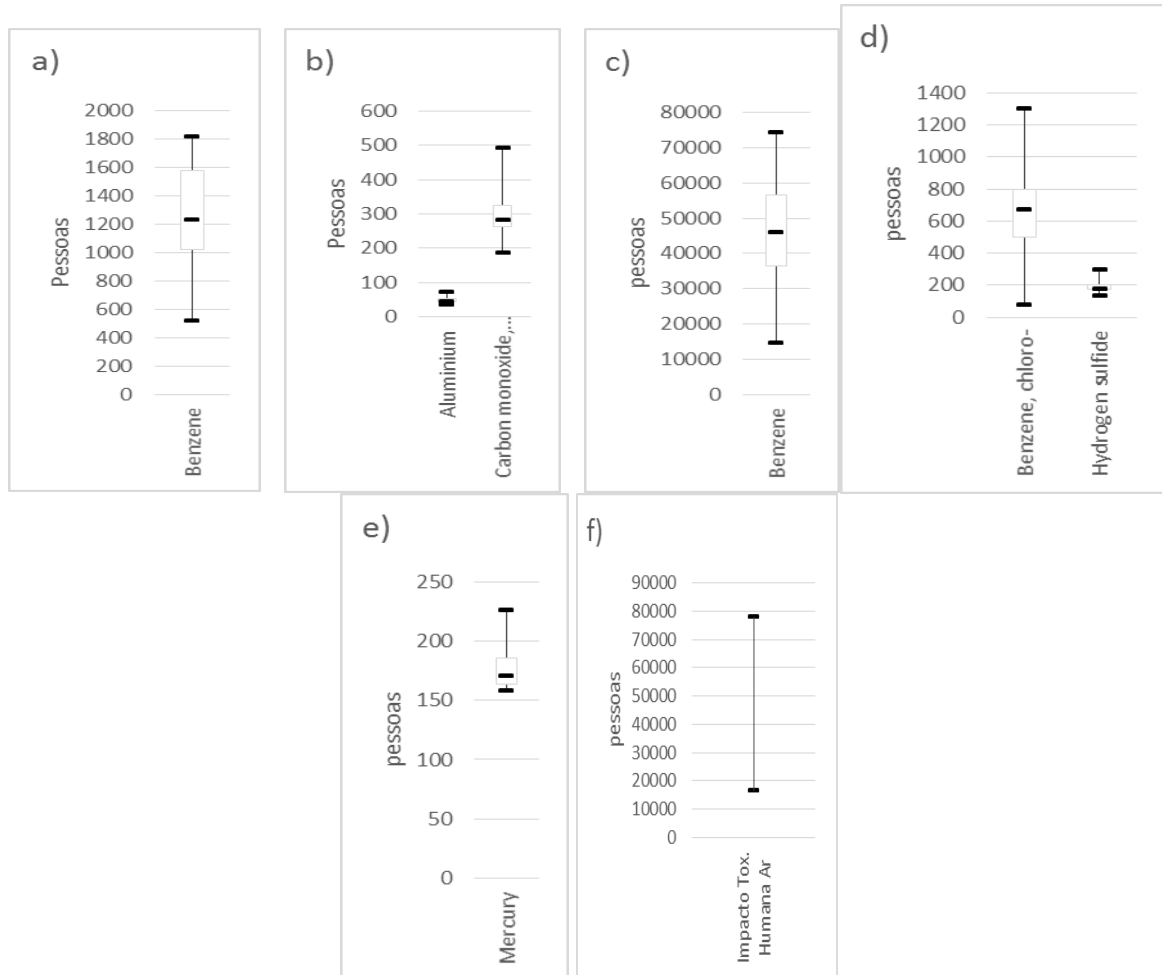 a)
Pessoas
2000
1800
1600
1400
1200
1000
800
600
400
200
0
Benzene
b)
Pessoas
600
500
400
300
200
100
0
Aluminium
Carbon monoxide,...
c)
pessoas
80000
70000
60000
50000
40000
30000
20000
10000
0
Benzene
d)
pessoas
1400
1200
1000
800
600
400
200
0
Benzene, chloro-
Hydrogen sulfide
e)
pessoas
250
200
150
100
50
0
Mercury
f)
pessoas
90000
80000
70000
60000
50000
40000
30000
20000
10000
0
Impacto Tox.
Humana Ar